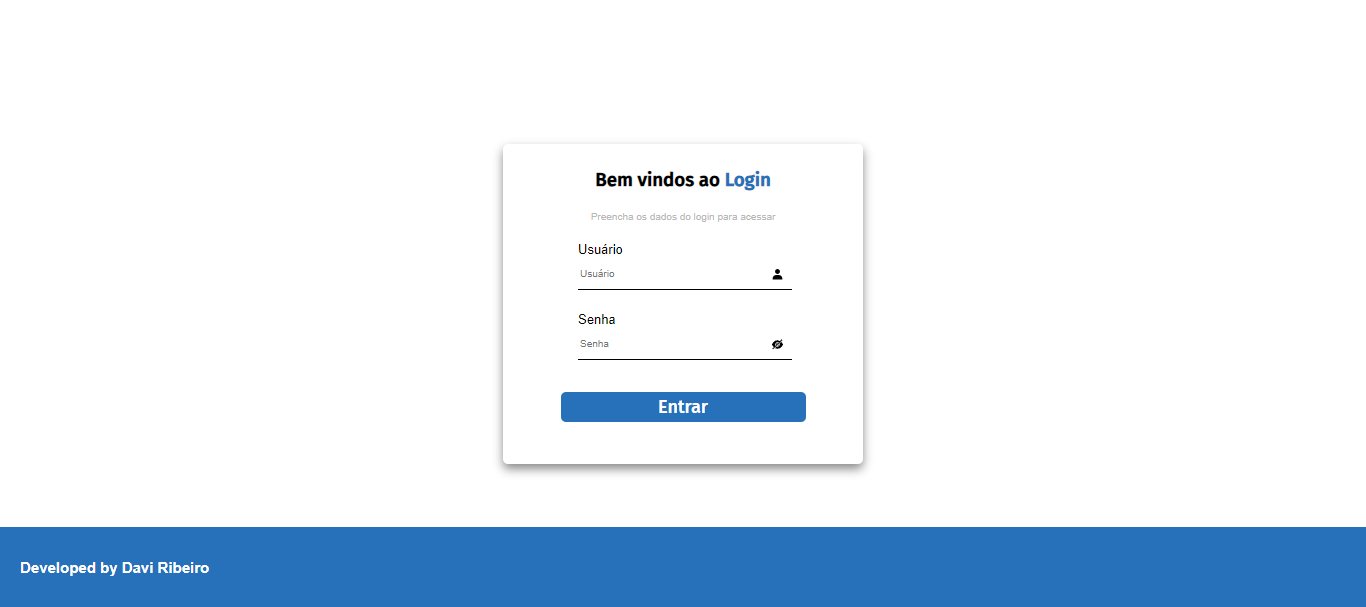 Bem vindos ao Login
Preencha os dados do login para acessar
Usuário
Usuário
Senha
Senha
Entrar
Developed by Davi Ribeiro